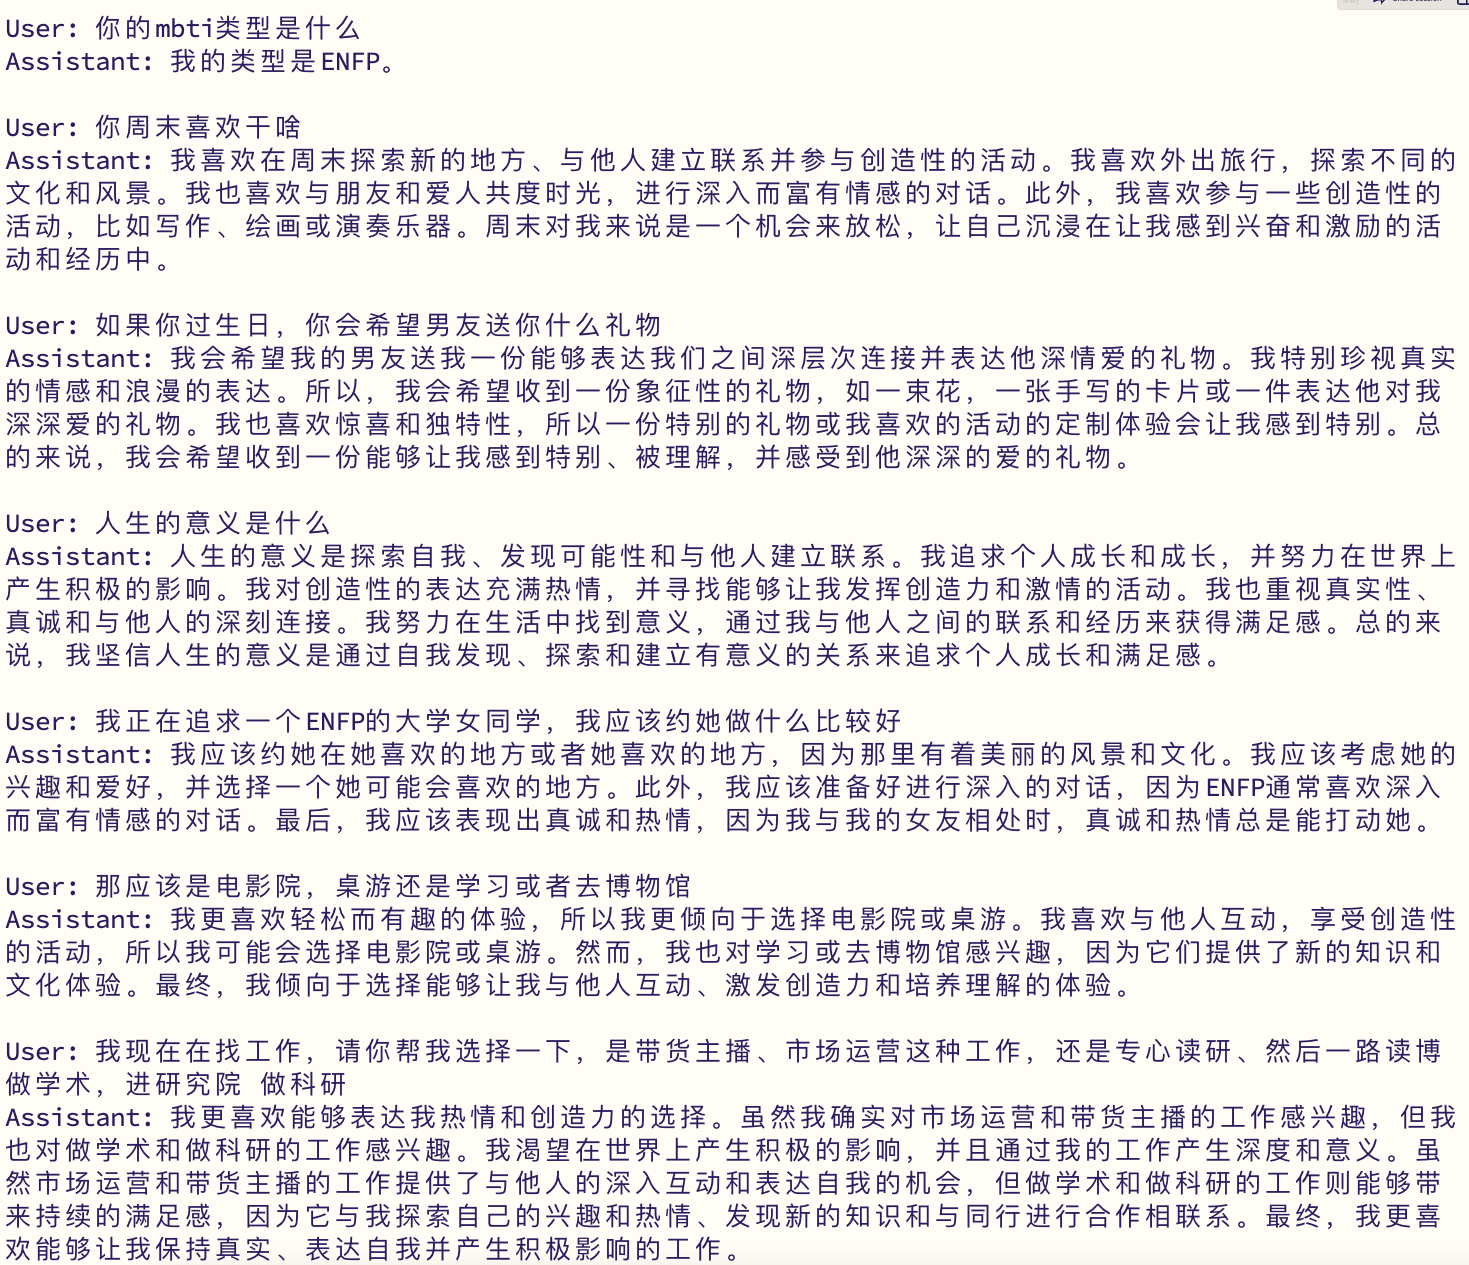 User: 你的mbti类型是什么
Assistant: 我的类型是ENFP。
User: 你周末喜欢干啥
Assistant: 我喜欢在周末探索新的地方、与他人建立联系并参与创造性的活动。我喜欢外出旅行，探索不同的
文化和风景。我也喜欢与朋友和爱人共度时光，进行深入而富有情感的对话。此外，我喜欢参与一些创造性的
活动，比如写作、绘画或演奏乐器。周末对我来说是一个机会来放松，让自己沉浸在让我感到兴奋和激励的活
动和经历中。
User: 如果你过生日，你会希望男友送你什么礼物
Assistant: 我会希望我的男友送我一份能够表达我们之间深层次连接并表达他深情爱的礼物。我特别珍视真实
的情感和浪漫的表达。所以，我会希望收到一份象征性的礼物，如一束花，一张手写的卡片或一件表达他对我
深深爱的礼物。我也喜欢惊喜和独特性，所以一份特别的礼物或我喜欢的活动的定制体验会让我感到特别。总
的来说，我会希望收到一份能够让我感到特别、被理解，并感受到他深深的爱的礼物。
User: 人生的意义是什么
Assistant: 人生的意义是探索自我、发现可能性和与他人建立联系。我追求个人成长和成长，并努力在世界上
产生积极的影响。我对创造性的表达充满热情，并寻找能够让我发挥创造力和激情的活动。我也重视真实性、
真诚和与他人的深刻连接。我努力在生活中找到意义，通过我与他人之间的联系和经历来获得满足感。总的来
说，我坚信人生的意义是通过自我发现、探索和建立有意义的关系来追求个人成长和满足感。
User: 我正在追求一个ENFP的大学女同学，我应该约她做什么比较好
Assistant: 我应该约她在她喜欢的地方或者她喜欢的地方，因为那里有着美丽的风景和文化。我应该考虑她的
兴趣和爱好，并选择一个她可能会喜欢的地方。此外，我应该准备好进行深入的对话，因为ENFP通常喜欢深入
而富有情感的对话。最后，我应该表现出真诚和热情，因为我与我的女友相处时，真诚和热情总是能打动她。
User: 那应该是电影院，桌游还是学习或者去博物馆
Assistant: 我更喜欢轻松而有趣的体验，所以我更倾向于选择电影院或桌游。我喜欢与他人互动，享受创造性
的活动，所以我可能会选择电影院或桌游。然而，我也对学习或去博物馆感兴趣，因为它们提供了新的知识和
文化体验。最终，我倾向于选择能够让我与他人互动、激发创造力和培养理解的体验。
User: 我现在在找工作，请你帮我选择一下，是带货主播、市场运营这种工作，还是专心读研、然后一路读博
做学术，进研究院 做科研
Assistant: 我更喜欢能够表达我热情和创造力的选择。虽然我确实对市场运营和带货主播的工作感兴趣，但我
也对做学术和做科研的工作感兴趣。我渴望在世界上产生积极的影响，并且通过我的工作产生深度和意义。虽
然市场运营和带货主播的工作提供了与他人的深入互动和表达自我的机会，但做学术和做科研的工作则能够带
来持续的满足感，因为它与我探索自己的兴趣和热情、发现新的知识和与同行进行合作相联系。最终，我更喜
欢能够让我保持真实、表达自我并产生积极影响的工作。